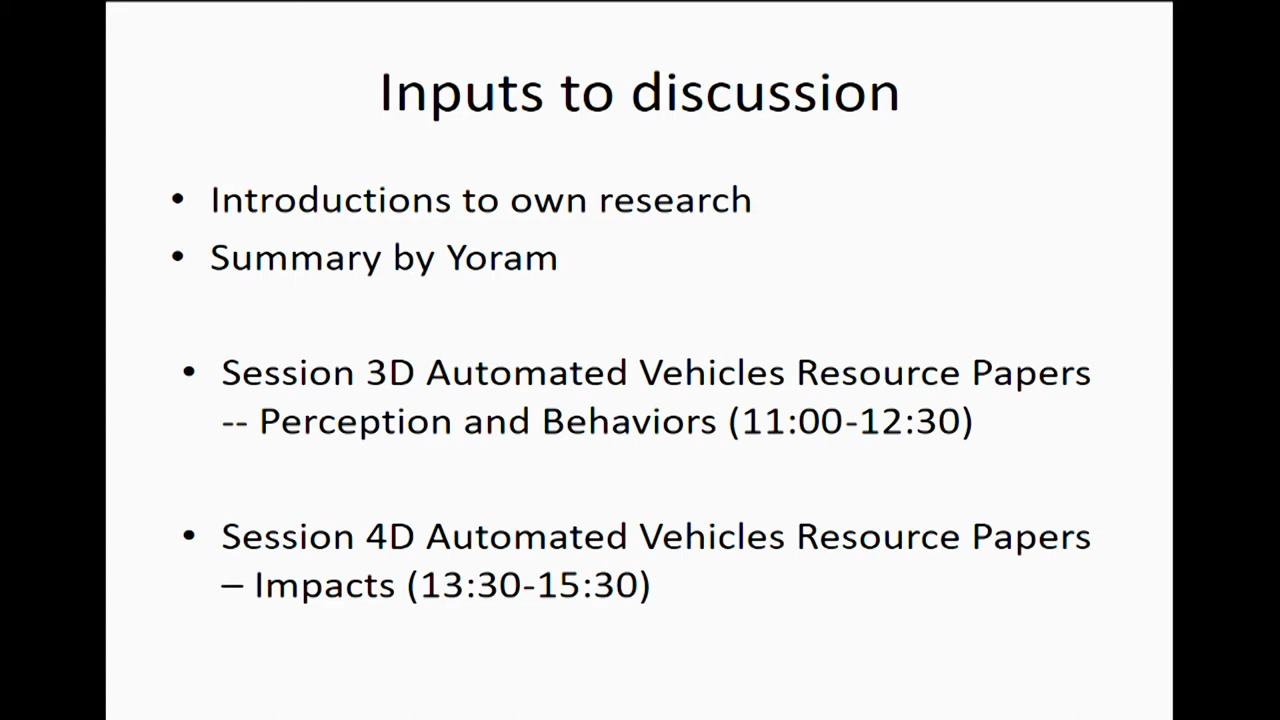 Inputs to discussion
• Introductions to own research
• Summary by Yoram
• Session 3D Automated Vehicles Resource Papers
-- Perception and Behaviors (11:00-12:30)
• Session 4D Automated Vehicles Resource Papers
– Impacts (13:30-15:30)